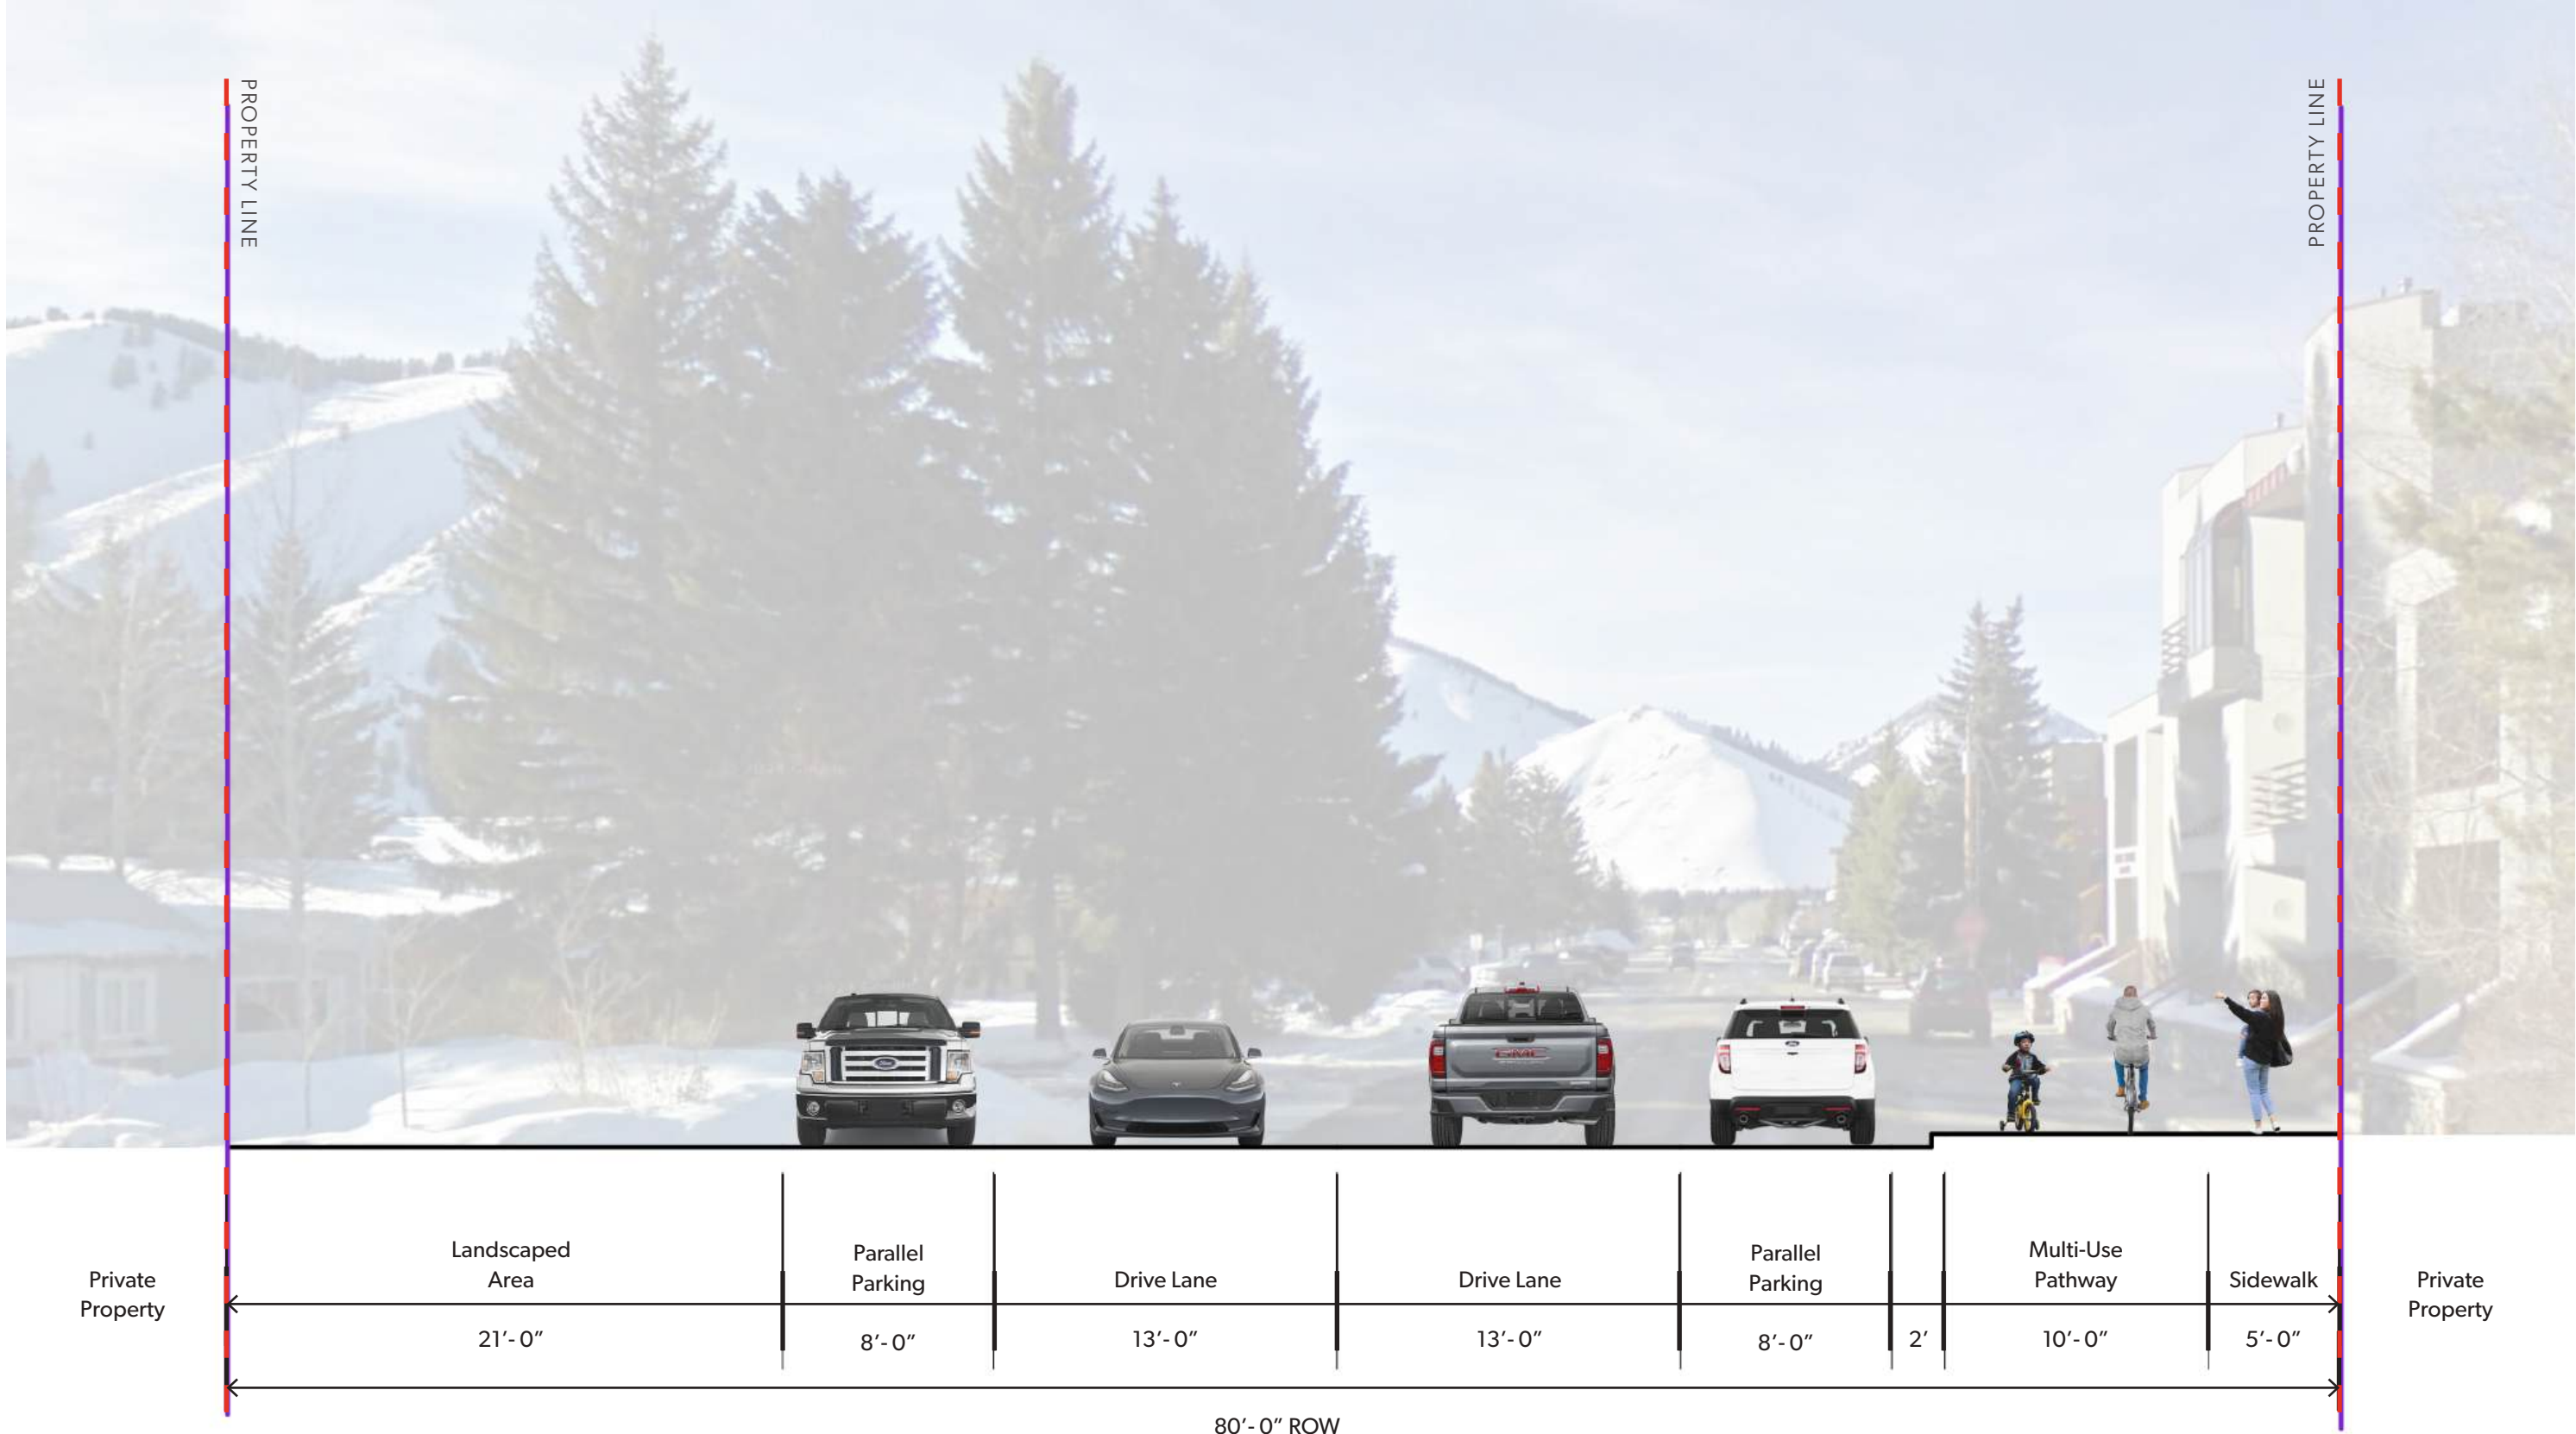 PROPERTY LINE
PROPERTY LINE
Private
Property
Landscaped
Area
Parallel
Parking
Drive Lane
Drive Lane
Parallel
Parking
Multi-Use
Pathway
Sidewalk
Private
Property
21'-0"
8'-0"
13'-0"
13'-0"
8'-0"
2'
10'-0"
5'-0"
80'-0" ROW
Ford
GMC